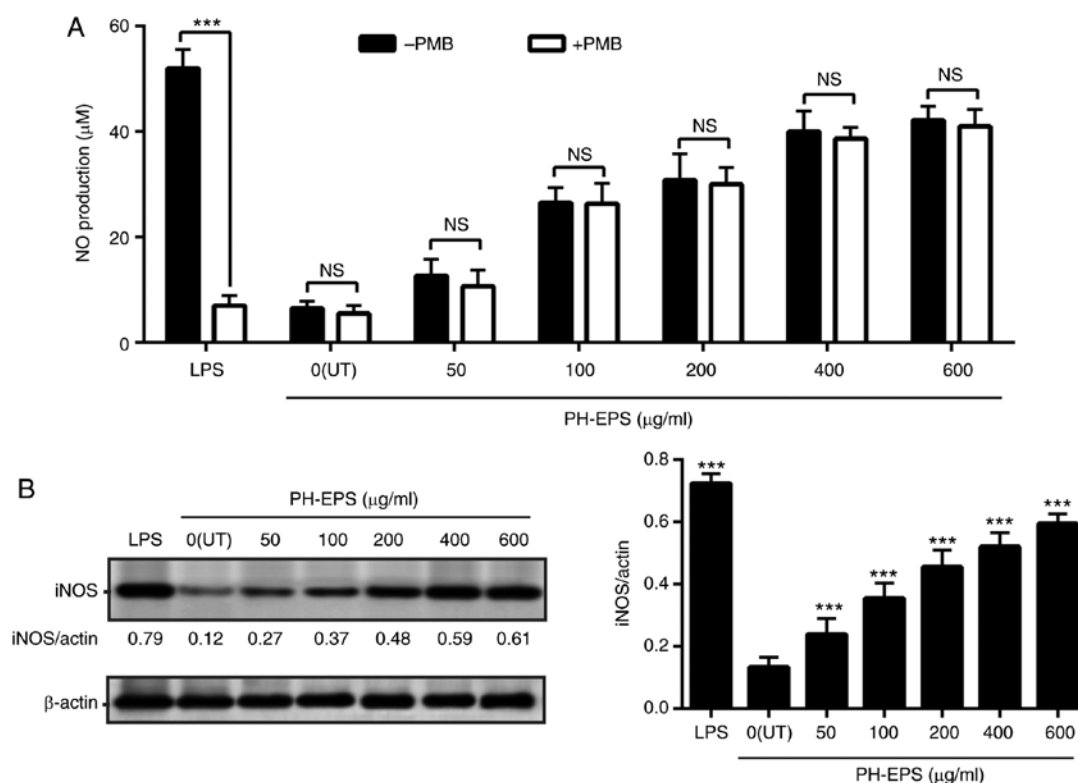 A
60
40
20
0
NO production (μM)
***
–PMB
+PMB
NS
NS
NS
NS
NS
NS
LPS 0(UT) 50 100 200 400 600
PH-EPS (μg/ml)
B
PH-EPS (μg/ml)
LPS 0(UT) 50 100 200 400 600
iNOS
iNOS/actin 0.79 0.12 0.27 0.37 0.48 0.59 0.61
β-actin
0.8
0.6
0.4
0.2
0.0
iNOS/actin
*** *** *** *** *** ***
LPS 0(UT) 50 100 200 400 600
PH-EPS (μg/ml)